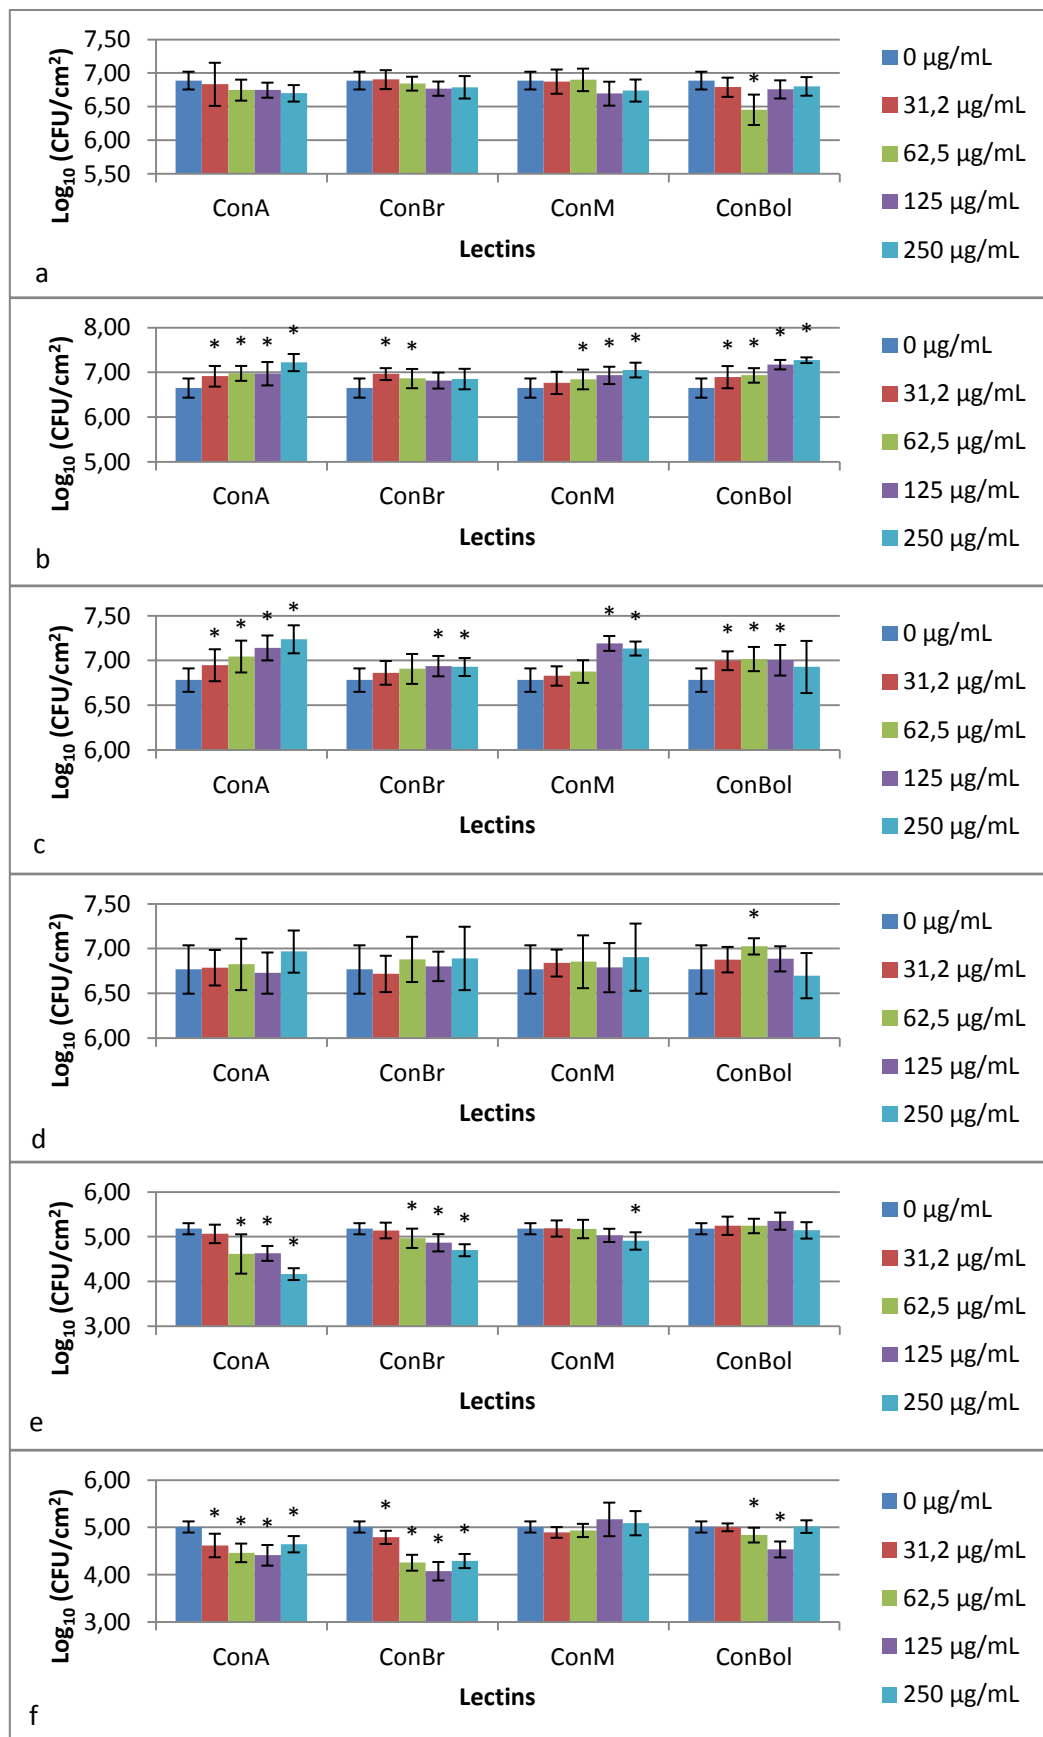 7,50
7,00
6,50
6,00
5,50
Log10 (CFU/cm2)
* 
ConA ConBr ConM ConBol
Lectins
0 µg/mL
31,2 µg/mL
62,5 µg/mL
125 µg/mL
250 µg/mL
a
8,00
7,00
6,00
5,00
Log10 (CFU/cm2)
* * * * * * * * * * * * *
ConA ConBr ConM ConBol
Lectins
0 µg/mL
31,2 µg/mL
62,5 µg/mL
125 µg/mL
250 µg/mL
b
7,50
7,00
6,50
6,00
Log10 (CFU/cm2)
* * * * * * * * * * *
ConA ConBr ConM ConBol
Lectins
0 µg/mL
31,2 µg/mL
62,5 µg/mL
125 µg/mL
250 µg/mL
c
7,50
7,00
6,50
6,00
Log10 (CFU/cm2)
*
ConA ConBr ConM ConBol
Lectins
0 µg/mL
31,2 µg/mL
62,5 µg/mL
125 µg/mL
250 µg/mL
d
6,00
5,00
4,00
3,00
Log10 (CFU/cm2)
* * * * * * *
ConA ConBr ConM ConBol
Lectins
0 µg/mL
31,2 µg/mL
62,5 µg/mL
125 µg/mL
250 µg/mL
e
6,00
5,00
4,00
3,00
Log10 (CFU/cm2)
* * * * * * * * * *
ConA ConBr ConM ConBol
Lectins
0 µg/mL
31,2 µg/mL
62,5 µg/mL
125 µg/mL
250 µg/mL
f